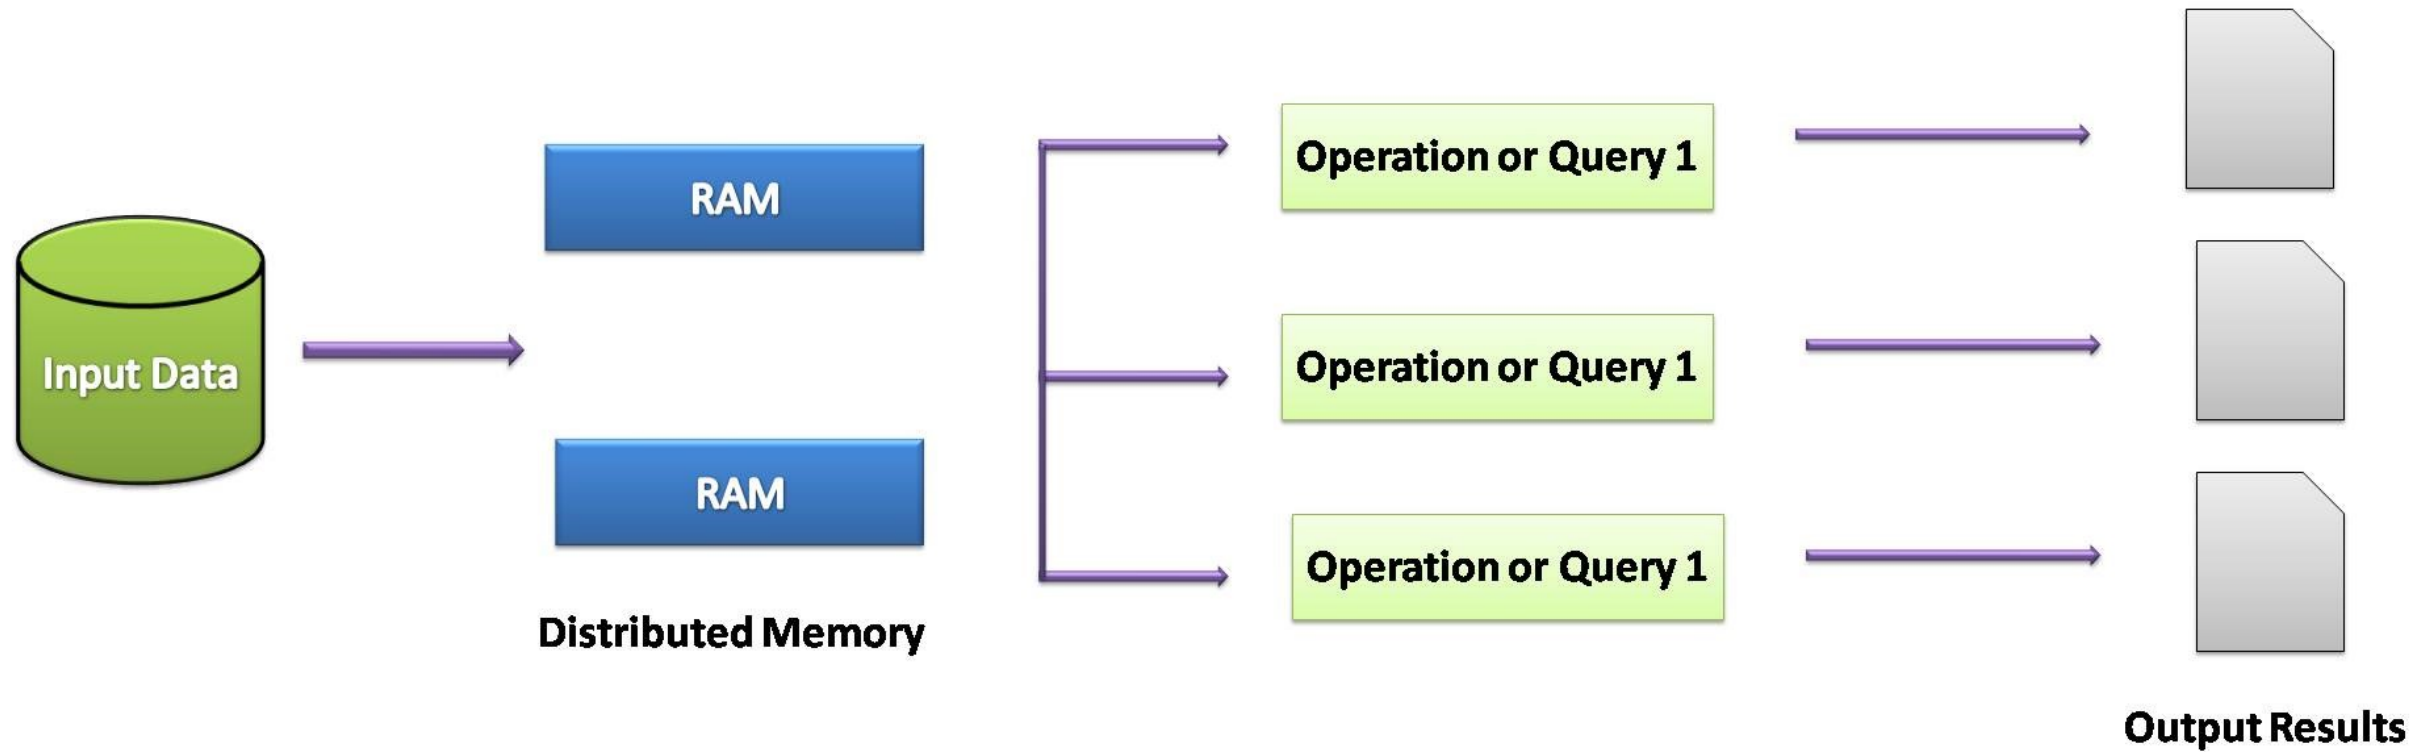 Input Data
RAM
RAM
Distributed Memory
Operation or Query 1
Operation or Query 1
Operation or Query 1
Output Results